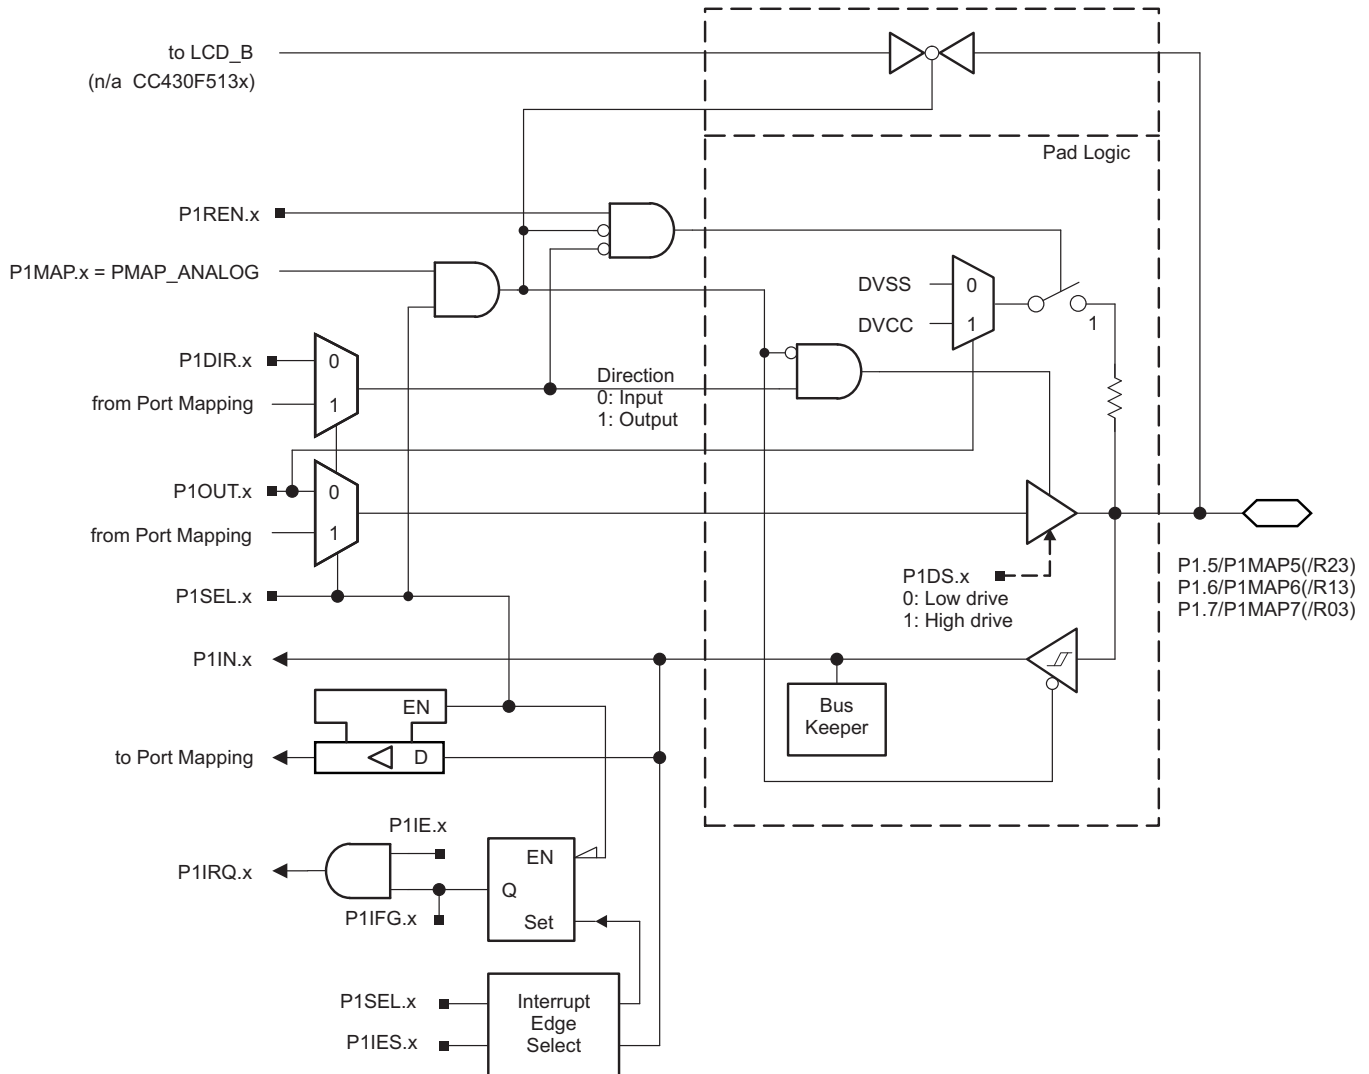 to LCD_B
(n/a CC430F513x)
Pad Logic
P1REN.x
P1MAP.x = PMAP_ANALOG
DVSS
0
DVCC
1
1
P1DIR.x
0
from Port Mapping
1
Direction
0: Input
1: Output
P1OUT.x
0
from Port Mapping
1
P1SEL.x
P1DS.x
0: Low drive
1: High drive
P1.5/P1MAP5(/R23)
P1.6/P1MAP6(/R13)
P1.7/P1MAP7(/R03)
P1IN.x
EN
Bus
Keeper
to Port Mapping
D
P1IE.x
P1IRQ.x
EN
Q
P1IFG.x
Set
P1SEL.x
P1IES.x
Interrupt
Edge
Select